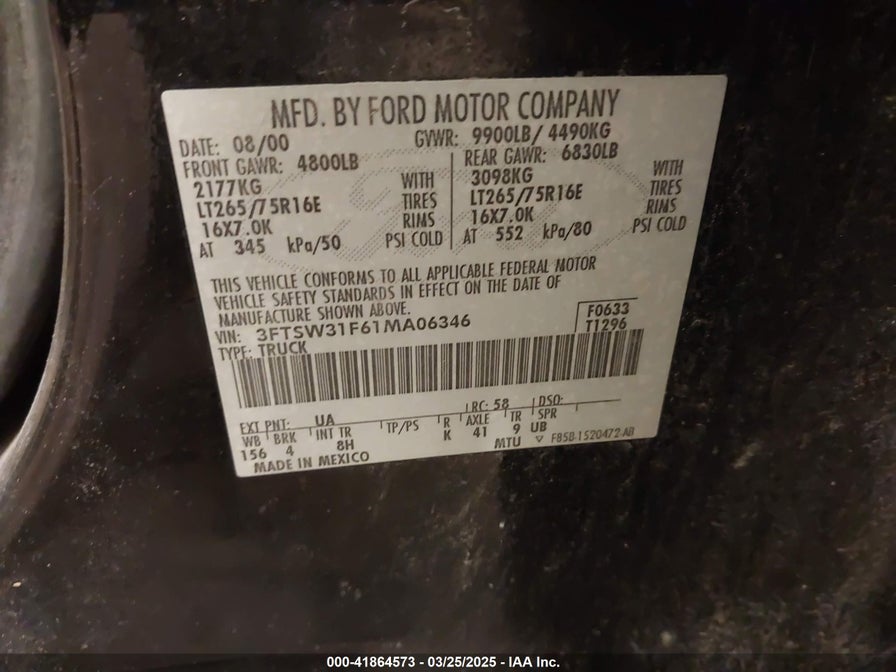 MFD. BY FORD MOTOR COMPANY
DATE: 08/00 GVWR: 9900LB/ 4490KG
FRONT GAWR: 4800LB REAR GAWR: 6830LB
2177KG WITH 3098KG WITH
LT265/75R16E TIRES LT265/75R16E TIRES
16X7.0K RIMS 16X7.0K RIMS
AT 345 kPa/50 PSI COLD AT 552 kPa/80 PSI COLD
THIS VEHICLE CONFORMS TO ALL APPLICABLE FEDERAL MOTOR
VEHICLE SAFETY STANDARDS IN EFFECT ON THE DATE OF
MANUFACTURE SHOWN ABOVE.
VIN: 3FTSW31F61MA06346 F0633
TYPE: TRUCK T1296
EXT PNT: UA RC: 58 DSO:
WB BRK INT TR TP/PS R AXLE TR SPR
156 4 8H K 41 9 UB
MADE IN MEXICO MTU F85B-1520472-AB
000-41864573 - 03/25/2025 - IAA Inc.